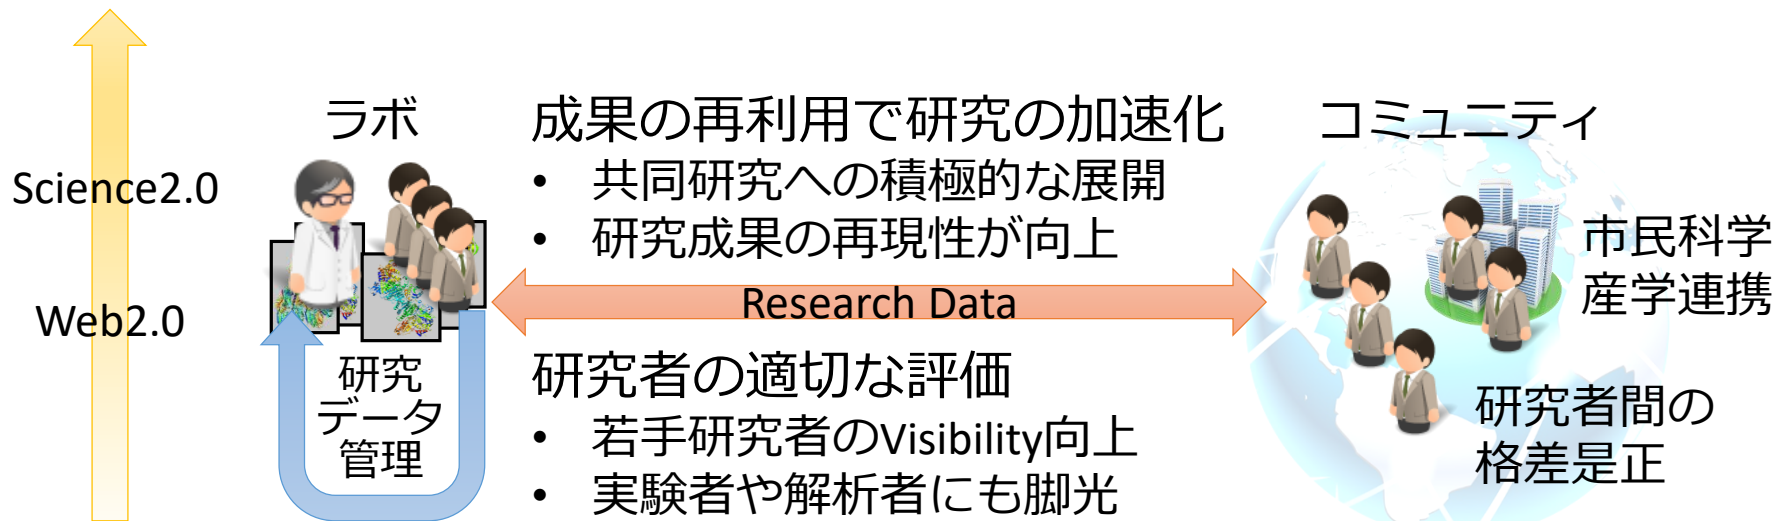 Science2.0
Web2.0
ラボ
研究
データ
管理
成果の再利用で研究の加速化
• 共同研究への積極的な展開
• 研究成果の再現性が向上
Research Data
研究者の適切な評価
• 若手研究者のVisibility向上
• 実験者や解析者にも脚光
コミュニティ
市民科学
産学連携
研究者間の
格差是正